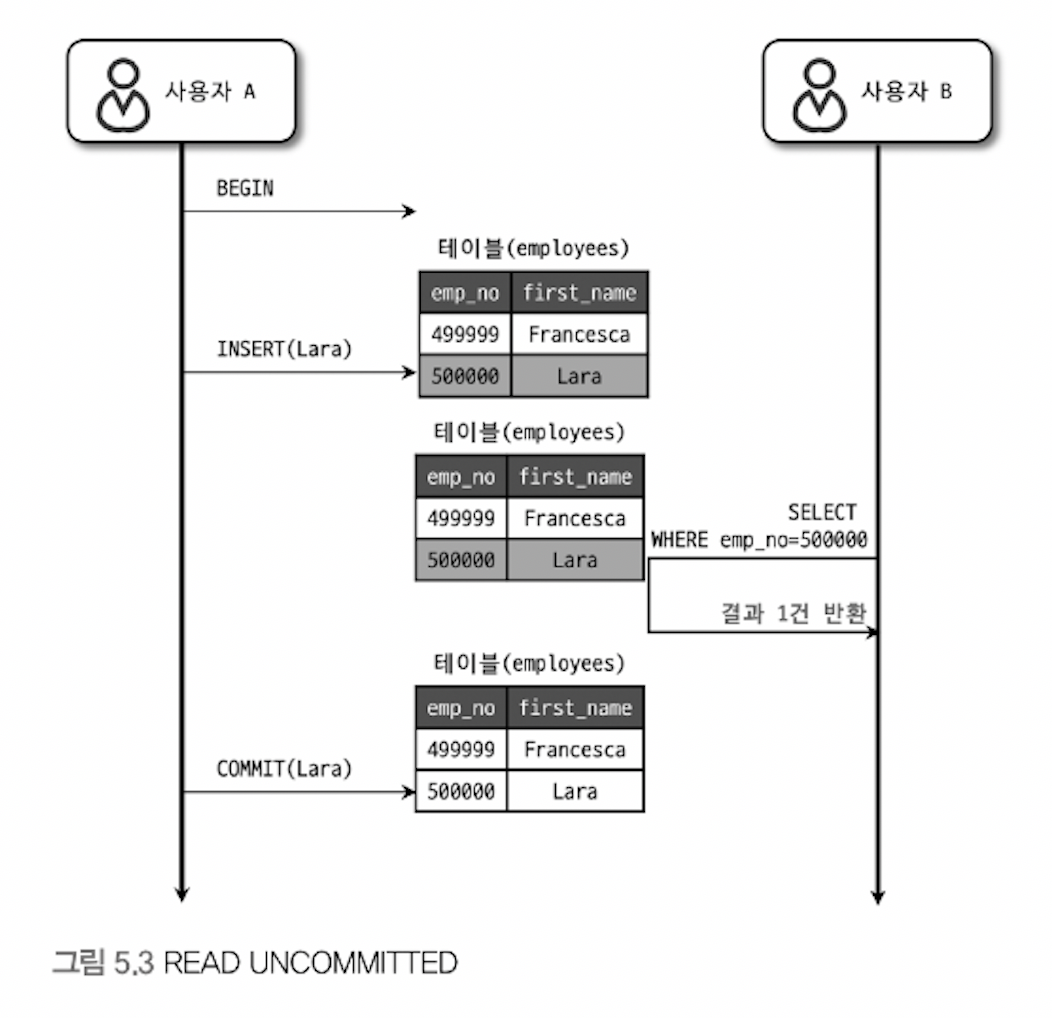 사용자 A
사용자 B
BEGIN
테이블(employees)
emp_no first_name
499999 Francesca
INSERT(Lara)
500000 Lara
테이블(employees)
emp_no first_name
499999 Francesca
500000 Lara
SELECT
WHERE emp_no=500000
결과 1건 반환
테이블(employees)
emp_no first_name
499999 Francesca
COMMIT(Lara)
500000 Lara
그림 5.3 READ UNCOMMITTED